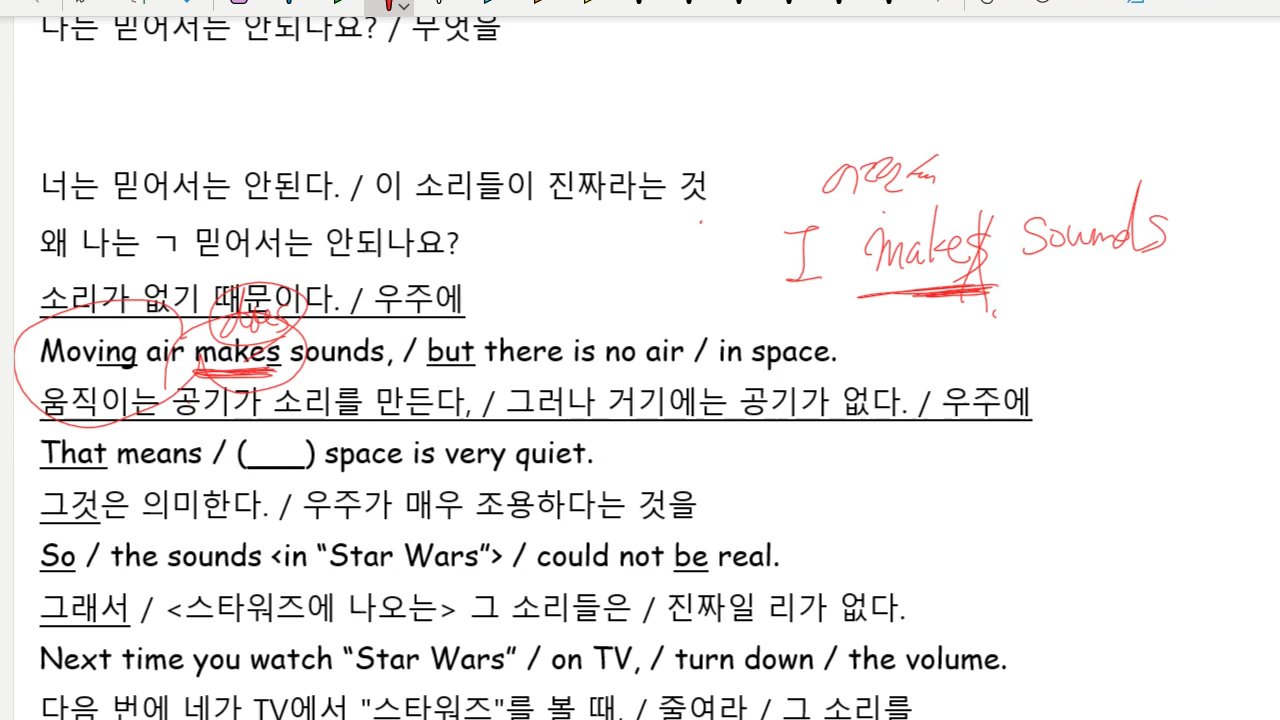 나는 믿어서는 안되나요? / 무엇을
너는 믿어서는 안된다. / 이 소리들이 진짜라는 것
왜 나는 ㄱ 믿어서는 안되나요?
I makes sounds
소리가 없기 때문이다. / 우주에
does
Moving air makes sounds, / but there is no air / in space.
움직이는 공기가 소리를 만든다, / 그러나 거기에는 공기가 없다. / 우주에
That means / (___) space is very quiet.
그것은 의미한다. / 우주가 매우 조용하다는 것을
So / the sounds <in “Star Wars”> / could not be real.
그래서 / <스타워즈에 나오는> 그 소리들은 / 진짜일 리가 없다.
Next time you watch “Star Wars” / on TV, / turn down / the volume.
다음 번에 네가 TV에서 "스타워즈"를 볼 때, / 줄여라 / 그 소리를